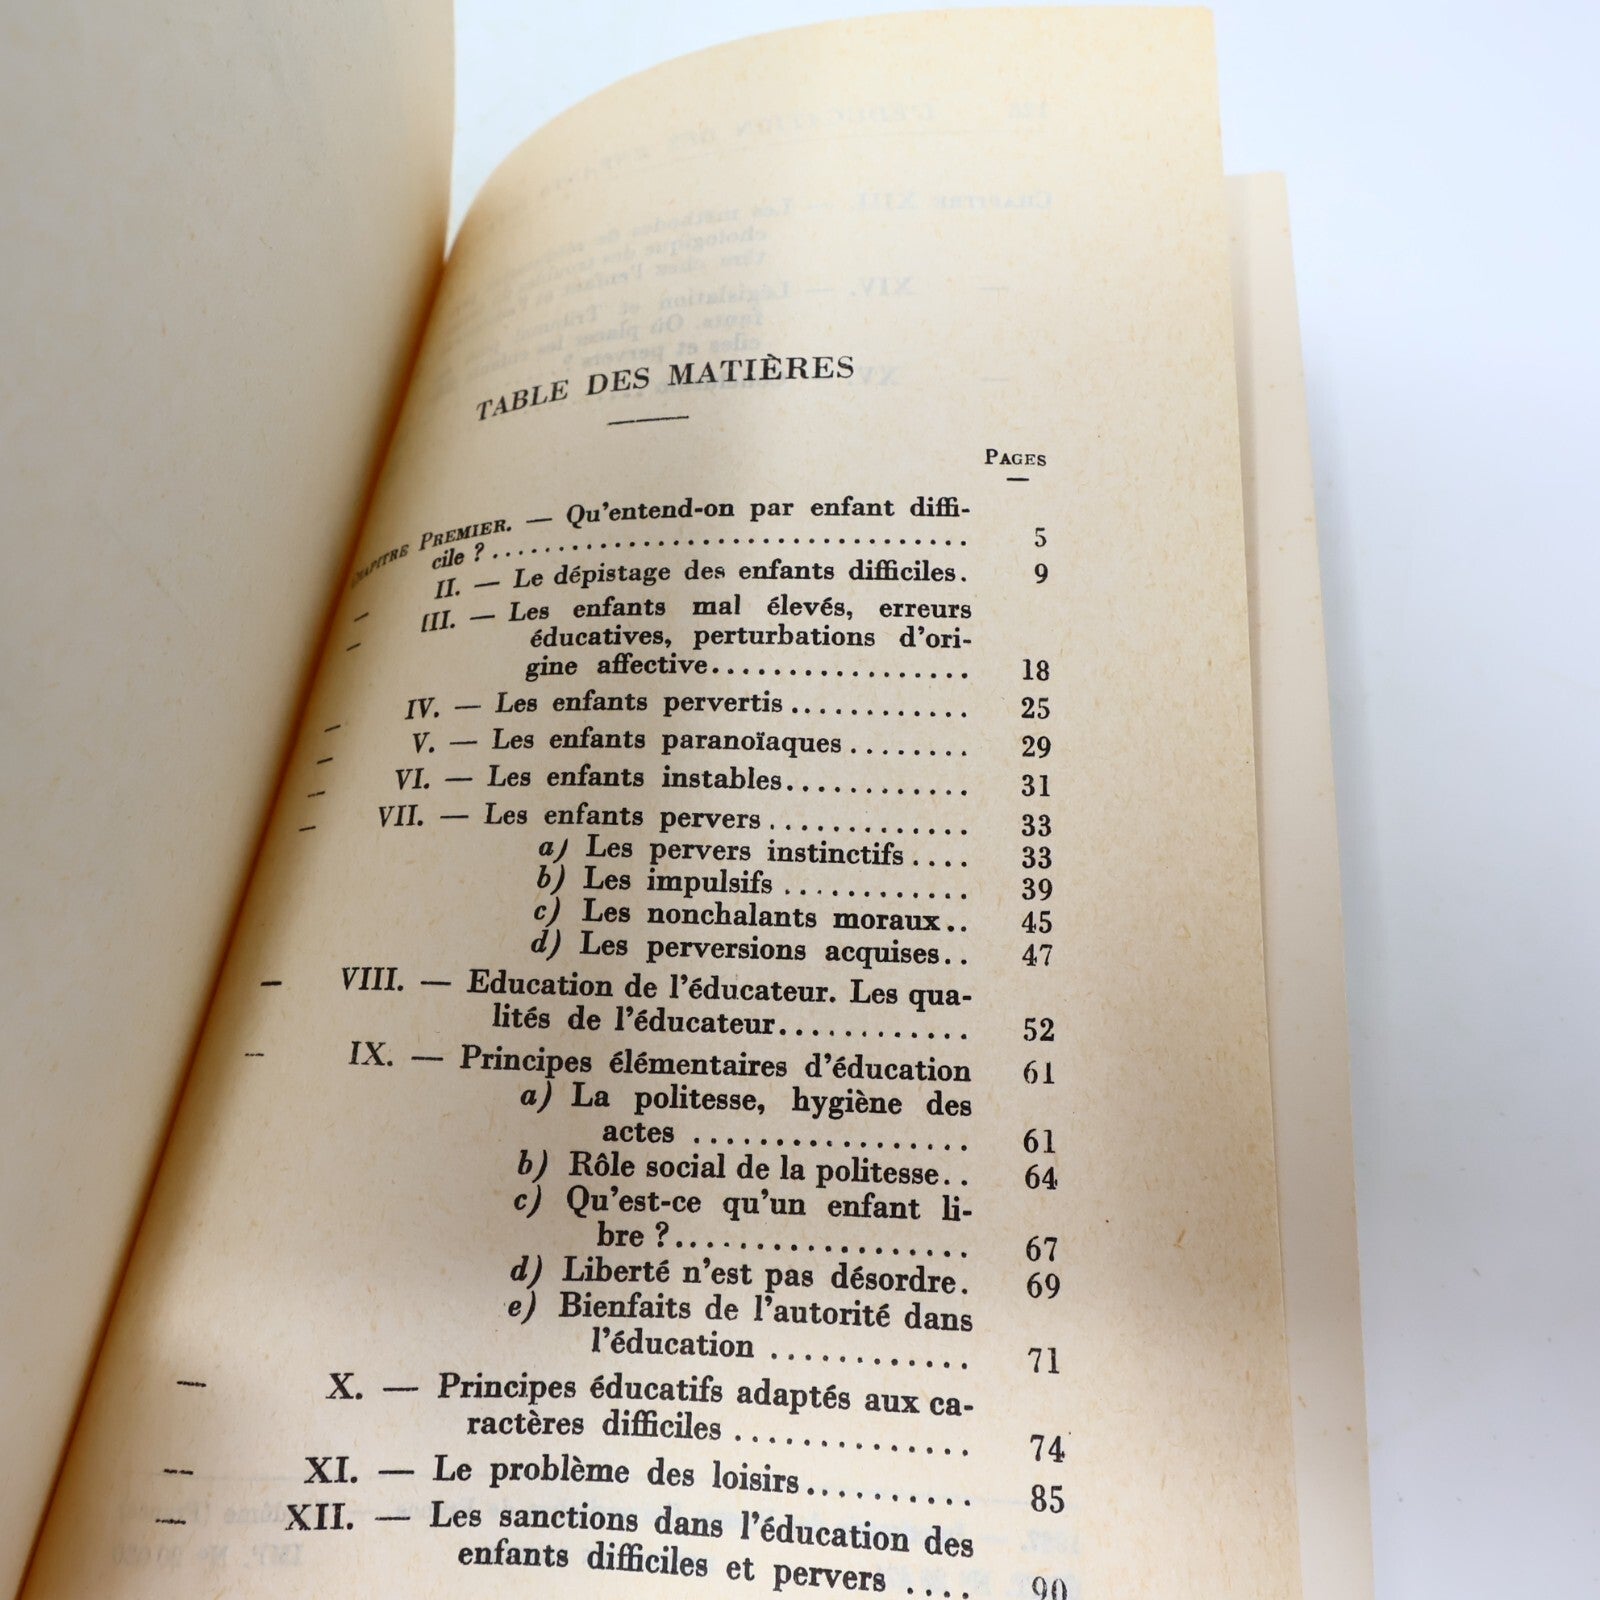 TABLE DES MATIÈRES
PAGES
CHAPITRE PREMIER. — Qu'entend-on par enfant diffi-
cile ? .................................... 5
— II. — Le dépistage des enfants difficiles. 9
— III. — Les enfants mal élevés, erreurs
éducatives, perturbations d'ori-
gine affective................. 18
— IV. — Les enfants pervertis ............ 25
— V. — Les enfants paranoïaques ........ 29
— VI. — Les enfants instables............ 31
— VII. — Les enfants pervers ............. 33
a) Les pervers instinctifs .... 33
b) Les impulsifs ............ 39
c) Les nonchalants moraux.. 45
d) Les perversions acquises.. 47
— VIII. — Education de l'éducateur. Les qua-
lités de l'éducateur............ 52
— IX. — Principes élémentaires d'éducation 61
a) La politesse, hygiène des
actes .................. 61
b) Rôle social de la politesse.. 64
c) Qu'est-ce qu'un enfant li-
bre ?................... 67
d) Liberté n'est pas désordre. 69
e) Bienfaits de l'autorité dans
l'éducation ............ 71
— X. — Principes éducatifs adaptés aux ca-
ractères difficiles .............. 74
— XI. — Le problème des loisirs........... 85
— XII. — Les sanctions dans l'éducation des
enfants difficiles et pervers .... 90